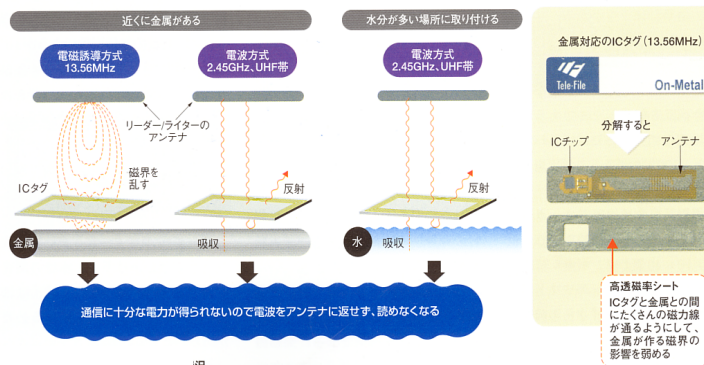 近くに金属がある
水分が多い場所に取り付ける
電磁誘導方式
13.56MHz
電波方式
2.45GHz、UHF帯
電波方式
2.45GHz、UHF帯
リーダー/ライターの
アンテナ
磁界を
乱す
ICタグ
反射
反射
金属
吸収
水
吸収
通信に十分な電力が得られないので電波をアンテナに返せず、読めなくなる
金属対応のICタグ(13.56MHz)
Tele-File
On-Metal
分解すると
ICチップ
アンテナ
高透磁率シート
ICタグと金属との間
にたくさんの磁力線
が通るようにして、
金属が作る磁界の
影響を弱める